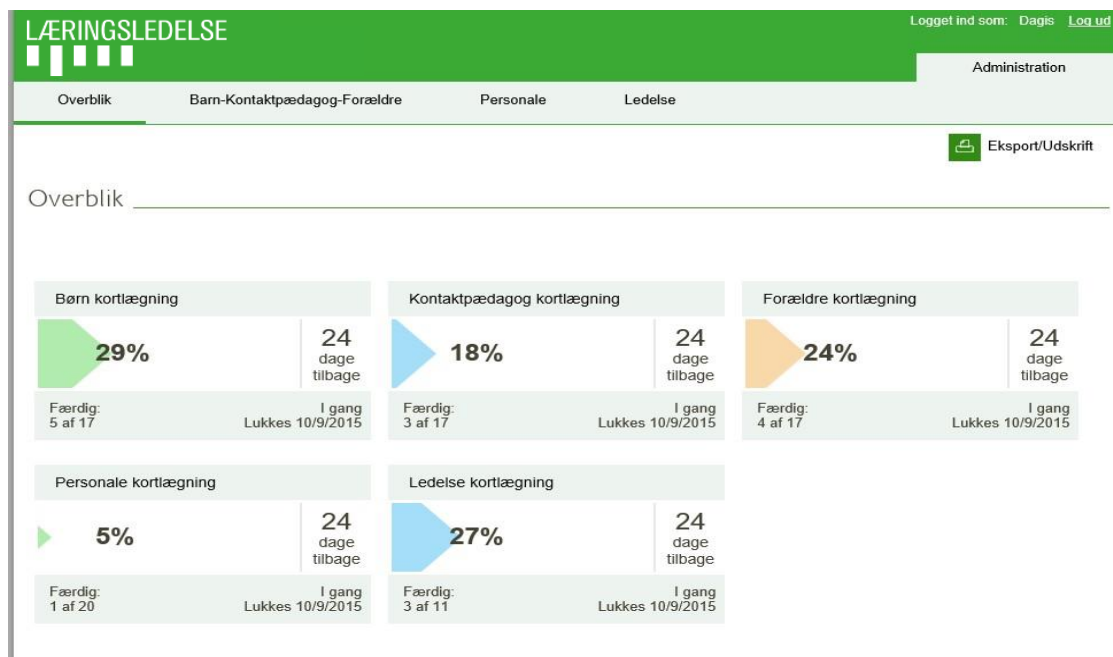 LÆRINGSLEDELSE
Logget ind som: Dagis Log ud
Administration
Overblik Barn-Kontaktpædagog-Forældre Personale Ledelse
Eksport/Udskrift
Overblik
Børn kortlægning
29%
24
dage
tilbage
Færdig:
5 af 17
I gang
Lukkes 10/9/2015
Kontaktpædagog kortlægning
18%
24
dage
tilbage
Færdig:
3 af 17
I gang
Lukkes 10/9/2015
Forældre kortlægning
24%
24
dage
tilbage
Færdig:
4 af 17
I gang
Lukkes 10/9/2015
Personale kortlægning
5%
24
dage
tilbage
Færdig:
1 af 20
I gang
Lukkes 10/9/2015
Ledelse kortlægning
27%
24
dage
tilbage
Færdig:
3 af 11
I gang
Lukkes 10/9/2015